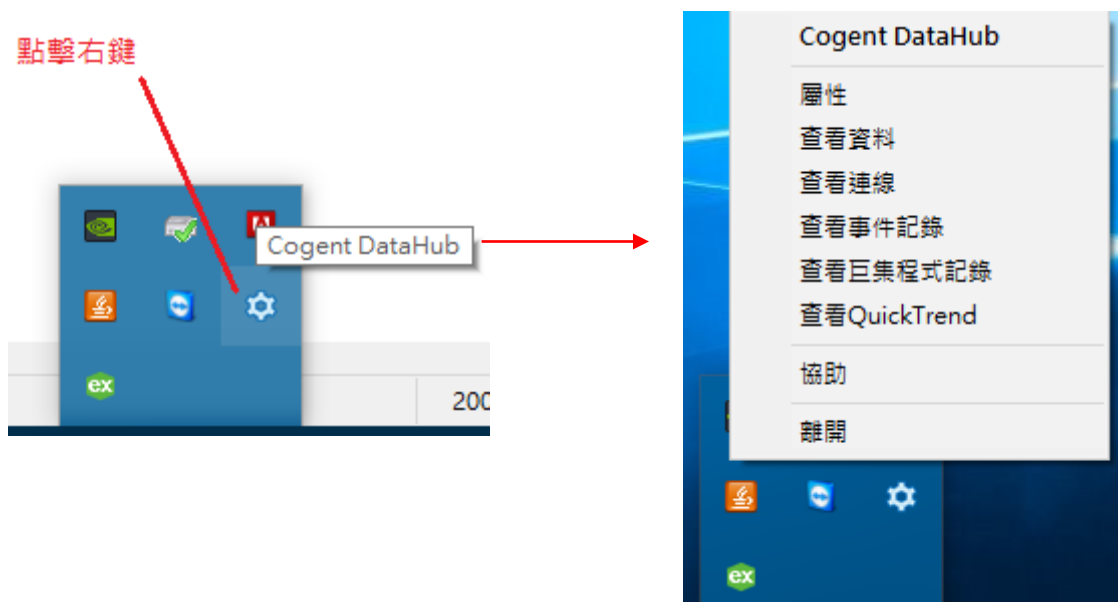 點擊右鍵
Cogent DataHub
ex
200
Cogent DataHub
屬性
查看資料
查看連線
查看事件記錄
查看巨集程式記錄
查看QuickTrend
協助
離開
ex